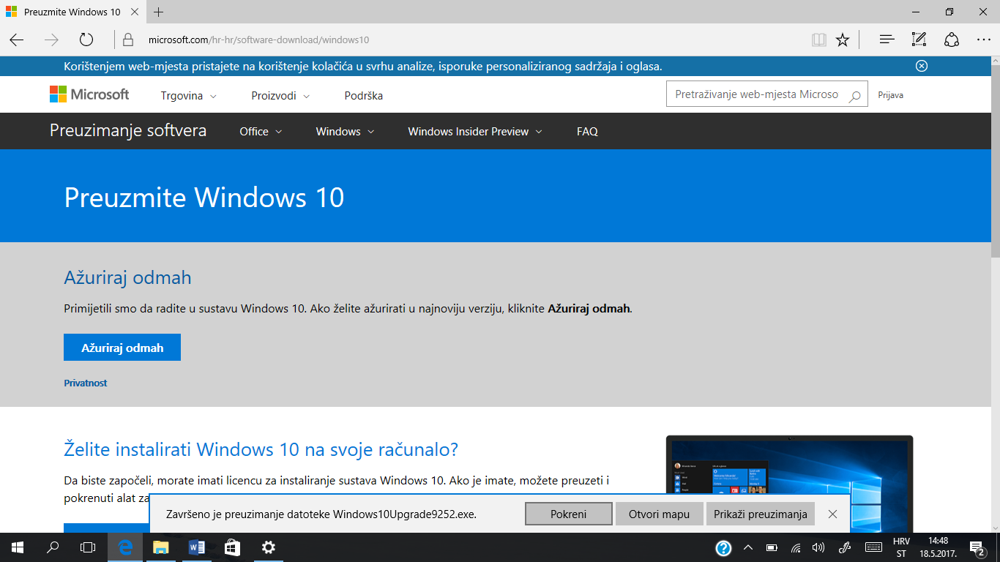 Preuzmite Windows 10
microsoft.com/hr-hr/software-download/windows10
Korištenjem web-mjesta pristajete na korištenje kolačića u svrhu analize, isporuke personaliziranog sadržaja i oglasa.
Microsoft
Trgovina
Proizvodi
Podrška
Pretraživanje web-mjesta Microso
Prijava
Preuzimanje softvera
Office
Windows
Windows Insider Preview
FAQ
Preuzmite Windows 10
Ažuriraj odmah
Primijetili smo da radite u sustavu Windows 10. Ako želite ažurirati u najnoviju verziju, kliknite Ažuriraj odmah.
Ažuriraj odmah
Privatnost
Želite instalirati Windows 10 na svoje računalo?
Da biste započeli, morate imati licencu za instaliranje sustava Windows 10. Ako je imate, možete preuzeti i
pokrenuti alat za
Završeno je preuzimanje datoteke Windows10Upgrade9252.exe.
Pokreni
Otvori mapu
Prikaži preuzimanja
HRV
ST
14:48
18.5.2017.
2